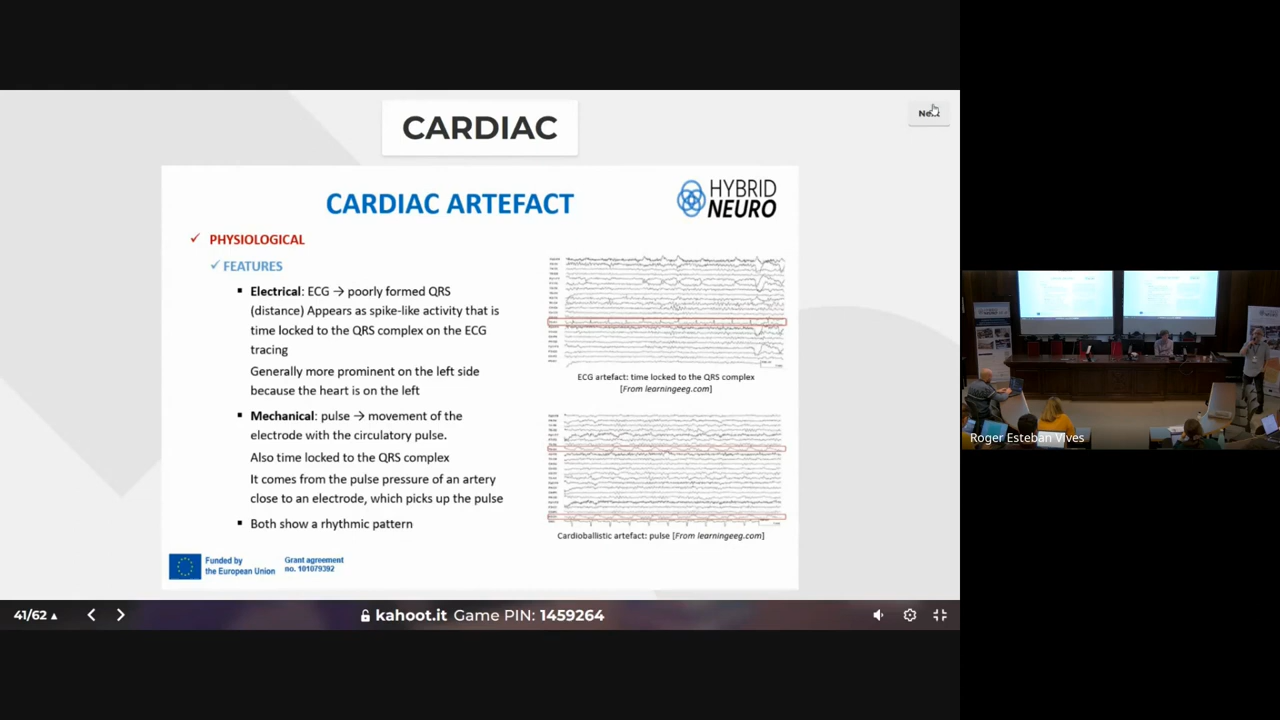 CARDIAC
Next
CARDIAC ARTEFACT
HYBRID
NEURO
✓ PHYSIOLOGICAL
✓ FEATURES
▪ Electrical: ECG → poorly formed QRS
(distance) Appears as spike-like activity that is
time locked to the QRS complex on the ECG
tracing
Generally more prominent on the left side
because the heart is on the left
▪ Mechanical: pulse → movement of the
electrode with the circulatory pulse.
Also time locked to the QRS complex
It comes from the pulse pressure of an artery
close to an electrode, which picks up the pulse
▪ Both show a rhythmic pattern
ECG artefact: time locked to the QRS complex
[From learningeeg.com]
Cardioballistic artefact: pulse [From learningeeg.com]
Funded by
the European Union
Grant agreement
no. 101079392
41/62
kahoot.it Game PIN: 1459264
Roger Esteban Vives